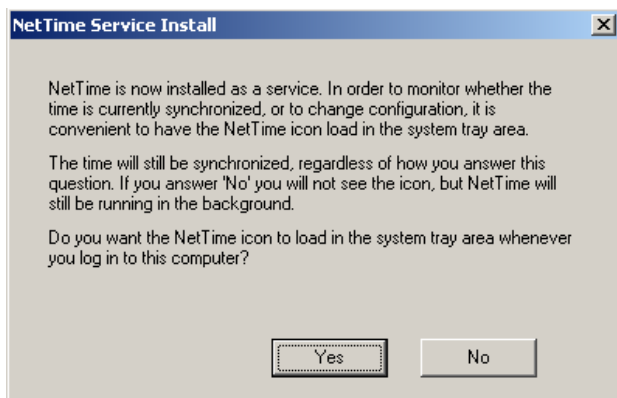 NetTime Service Install
NetTime is now installed as a service. In order to monitor whether the
time is currently synchronized, or to change configuration, it is
convenient to have the NetTime icon load in the system tray area.
The time will still be synchronized, regardless of how you answer this
question. If you answer 'No' you will not see the icon, but NetTime will
still be running in the background.
Do you want the NetTime icon to load in the system tray area whenever
you log in to this computer?
Yes No